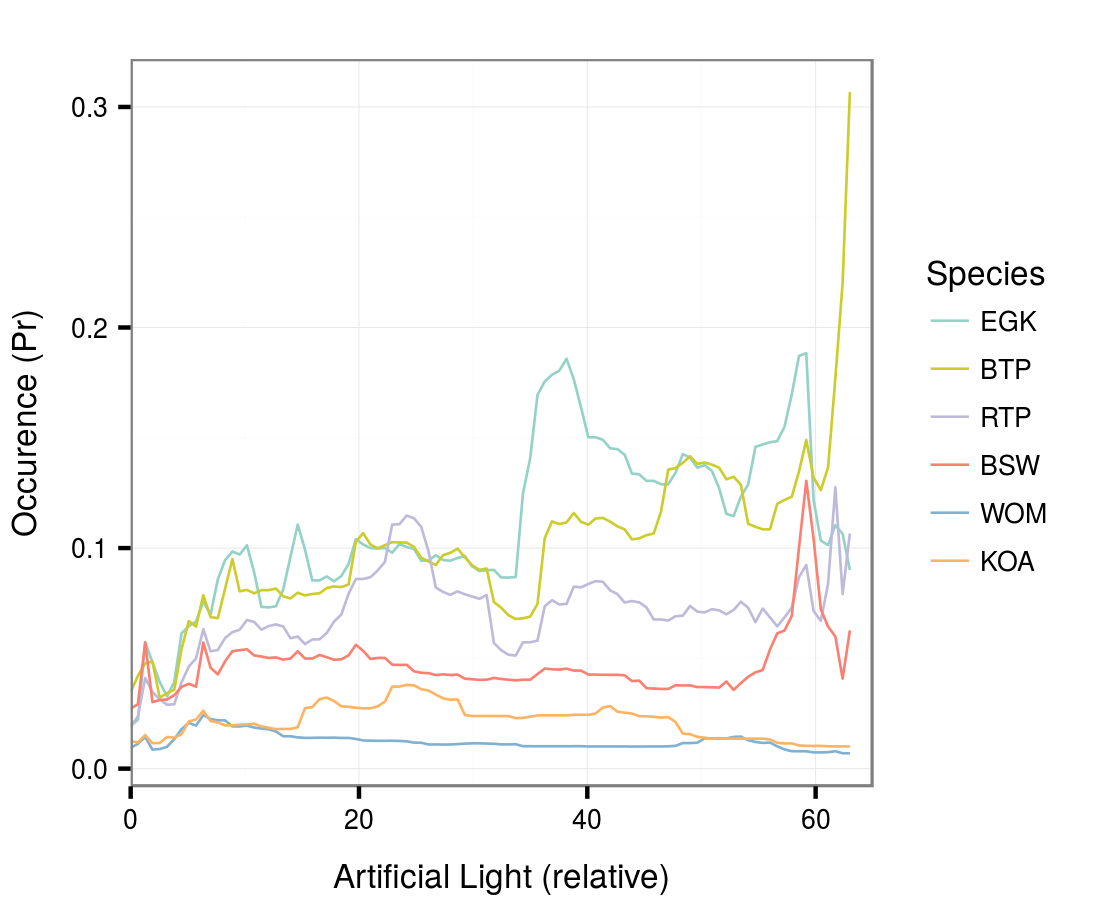 0.3
0.2
0.1
0.0
0
20
40
60
Occurence (Pr)
Artificial Light (relative)
Species
EGK
BTP
RTP
BSW
WOM
KOA